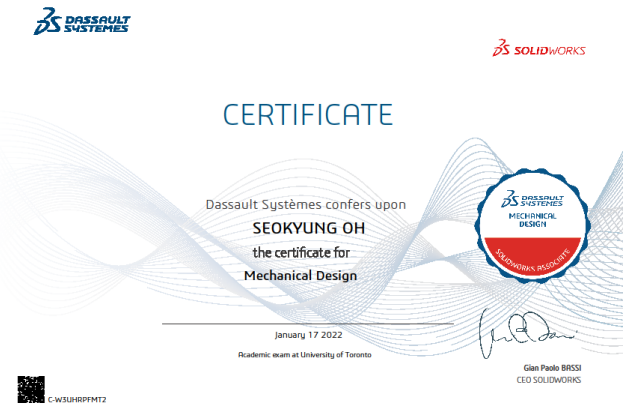 DASSAULT
SYSTEMES
SOLIDWORKS
CERTIFICATE
Dassault Systèmes confers upon
SEOKYUNG OH
the certificate for
Mechanical Design
DASSAULT
SYSTEMES
MECHANICAL
DESIGN
SOLIDWORKS ASSOCIATE
January 17 2022
Academic exam at University of Toronto
Gian Paolo BASSI
CEO SOLIDWORKS
C-W3UHRPFMT2